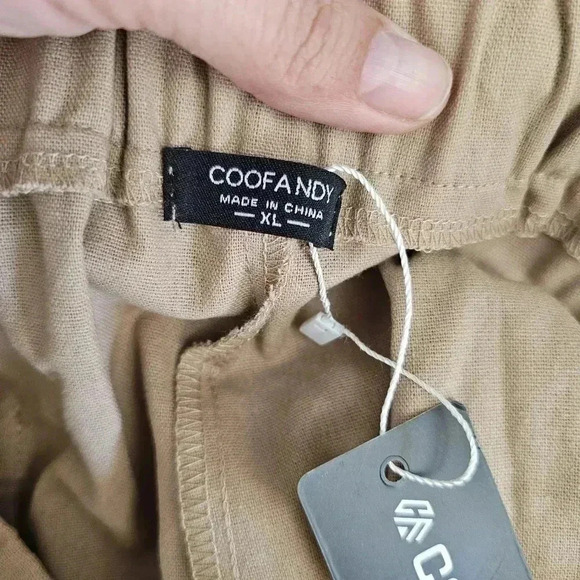 COOFANDY
MADE IN CHINA
— XL —
C